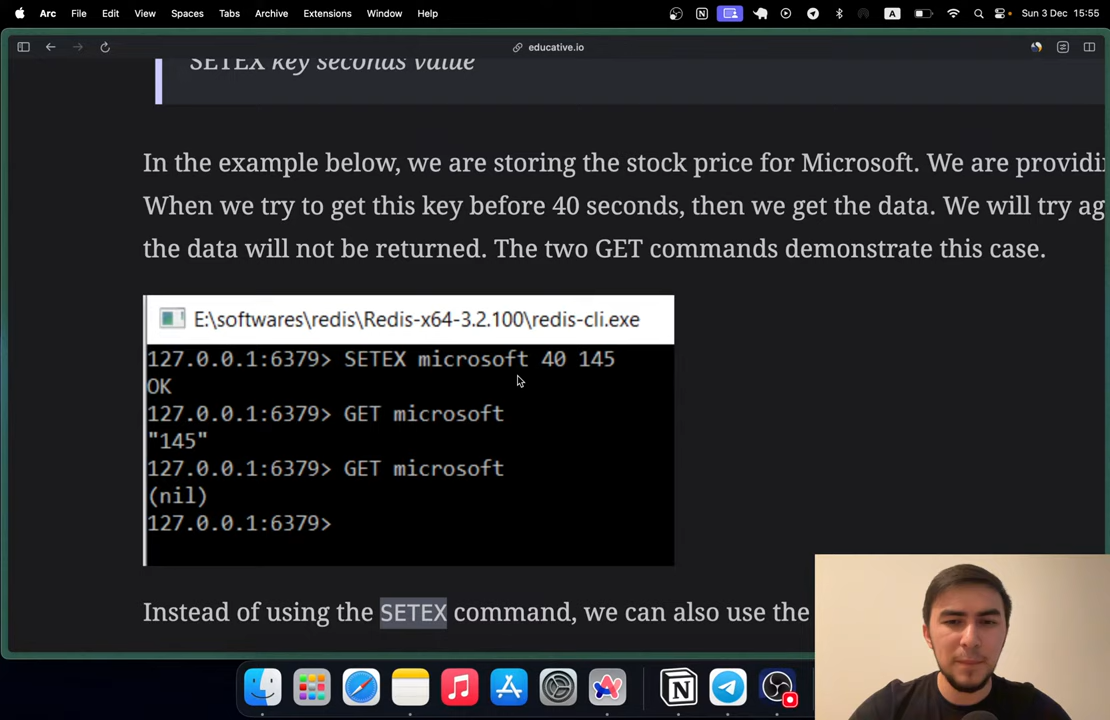 Arc File Edit View Spaces Tabs Archive Extensions Window Help A Sun 3 Dec 15:55
educative.io
SETEX key seconds value
In the example below, we are storing the stock price for Microsoft. We are providin
When we try to get this key before 40 seconds, then we get the data. We will try ag
the data will not be returned. The two GET commands demonstrate this case.
E:\softwares\redis\Redis-x64-3.2.100\redis-cli.exe
127.0.0.1:6379> SETEX microsoft 40 145
OK
127.0.0.1:6379> GET microsoft
"145"
127.0.0.1:6379> GET microsoft
(nil)
127.0.0.1:6379>
Instead of using the SETEX command, we can also use the